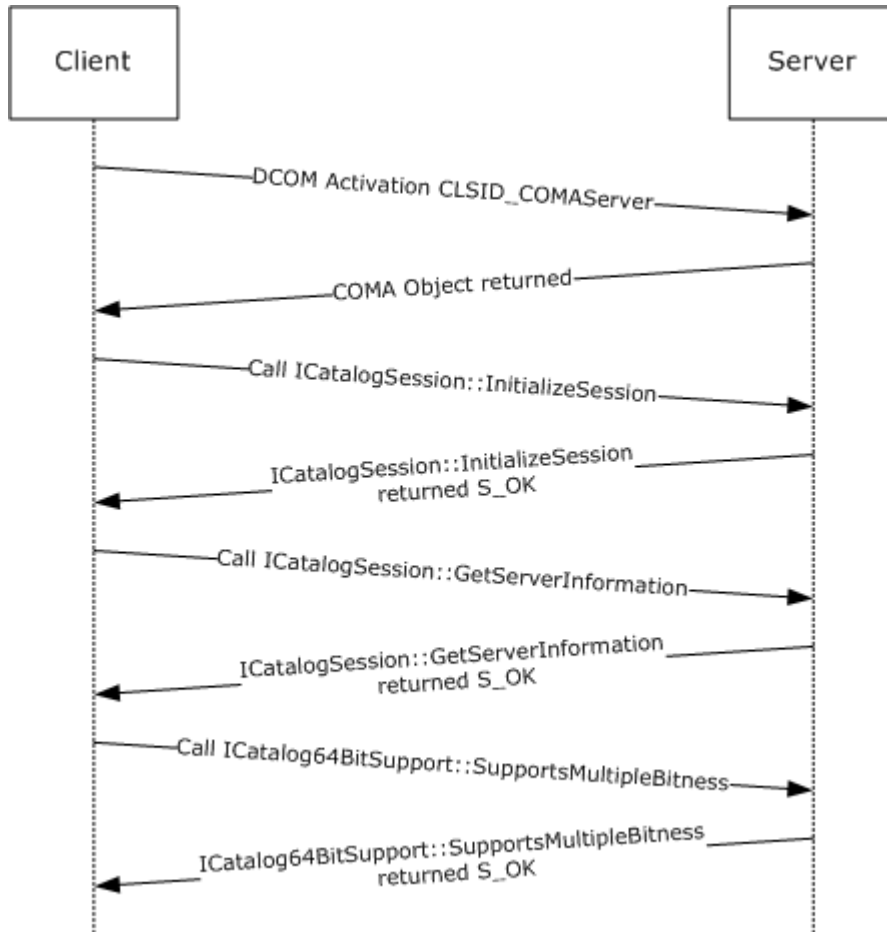 Client
Server
DCOM Activation CLSID_COMAServer
COMA Object returned
Call ICatalogSession::InitializeSession
ICatalogSession::InitializeSession
returned S_OK
Call ICatalogSession::GetServerInformation
ICatalogSession::GetServerInformation
returned S_OK
Call ICatalog64BitSupport::SupportsMultipleBitness
ICatalog64BitSupport::SupportsMultipleBitness
returned S_OK